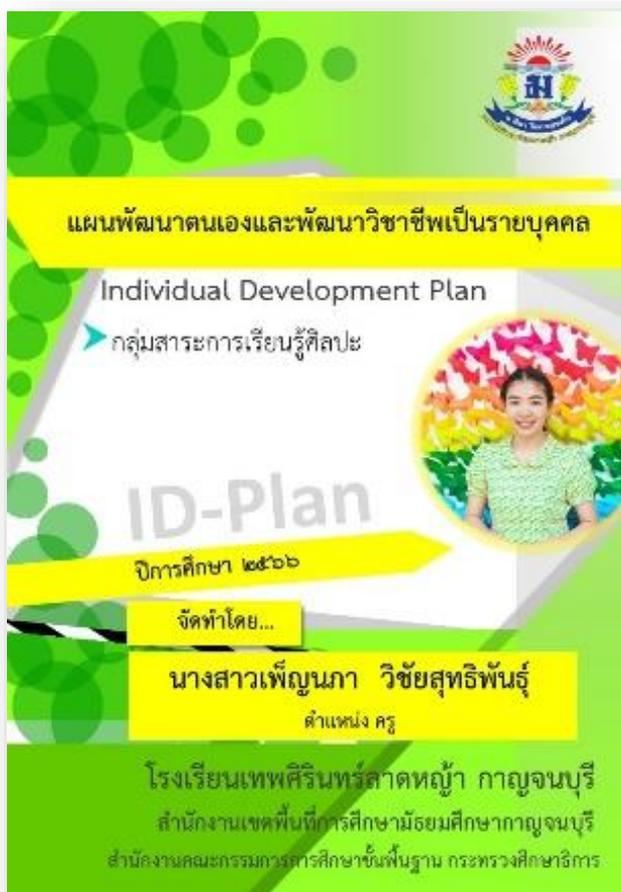 แผนพัฒนาตนเองและพัฒนาวิชาชีพเป็นรายบุคคล
Individual Development Plan
กลุ่มสาระการเรียนรู้ศิลปะ
ID-Plan
ปีการศึกษา ๒๕๖๖
จัดทำโดย...
นางสาวเพ็ญนภา วิชัยสุทธิพันธุ์
ตำแหน่ง ครู
โรงเรียนเทพศิรินทร์ลาดหญ้า กาญจนบุรี
สำนักงานเขตพื้นที่การศึกษามัธยมศึกษากาญจนบุรี
สำนักงานคณะกรรมการการศึกษาขั้นพื้นฐาน กระทรวงศึกษาธิการ